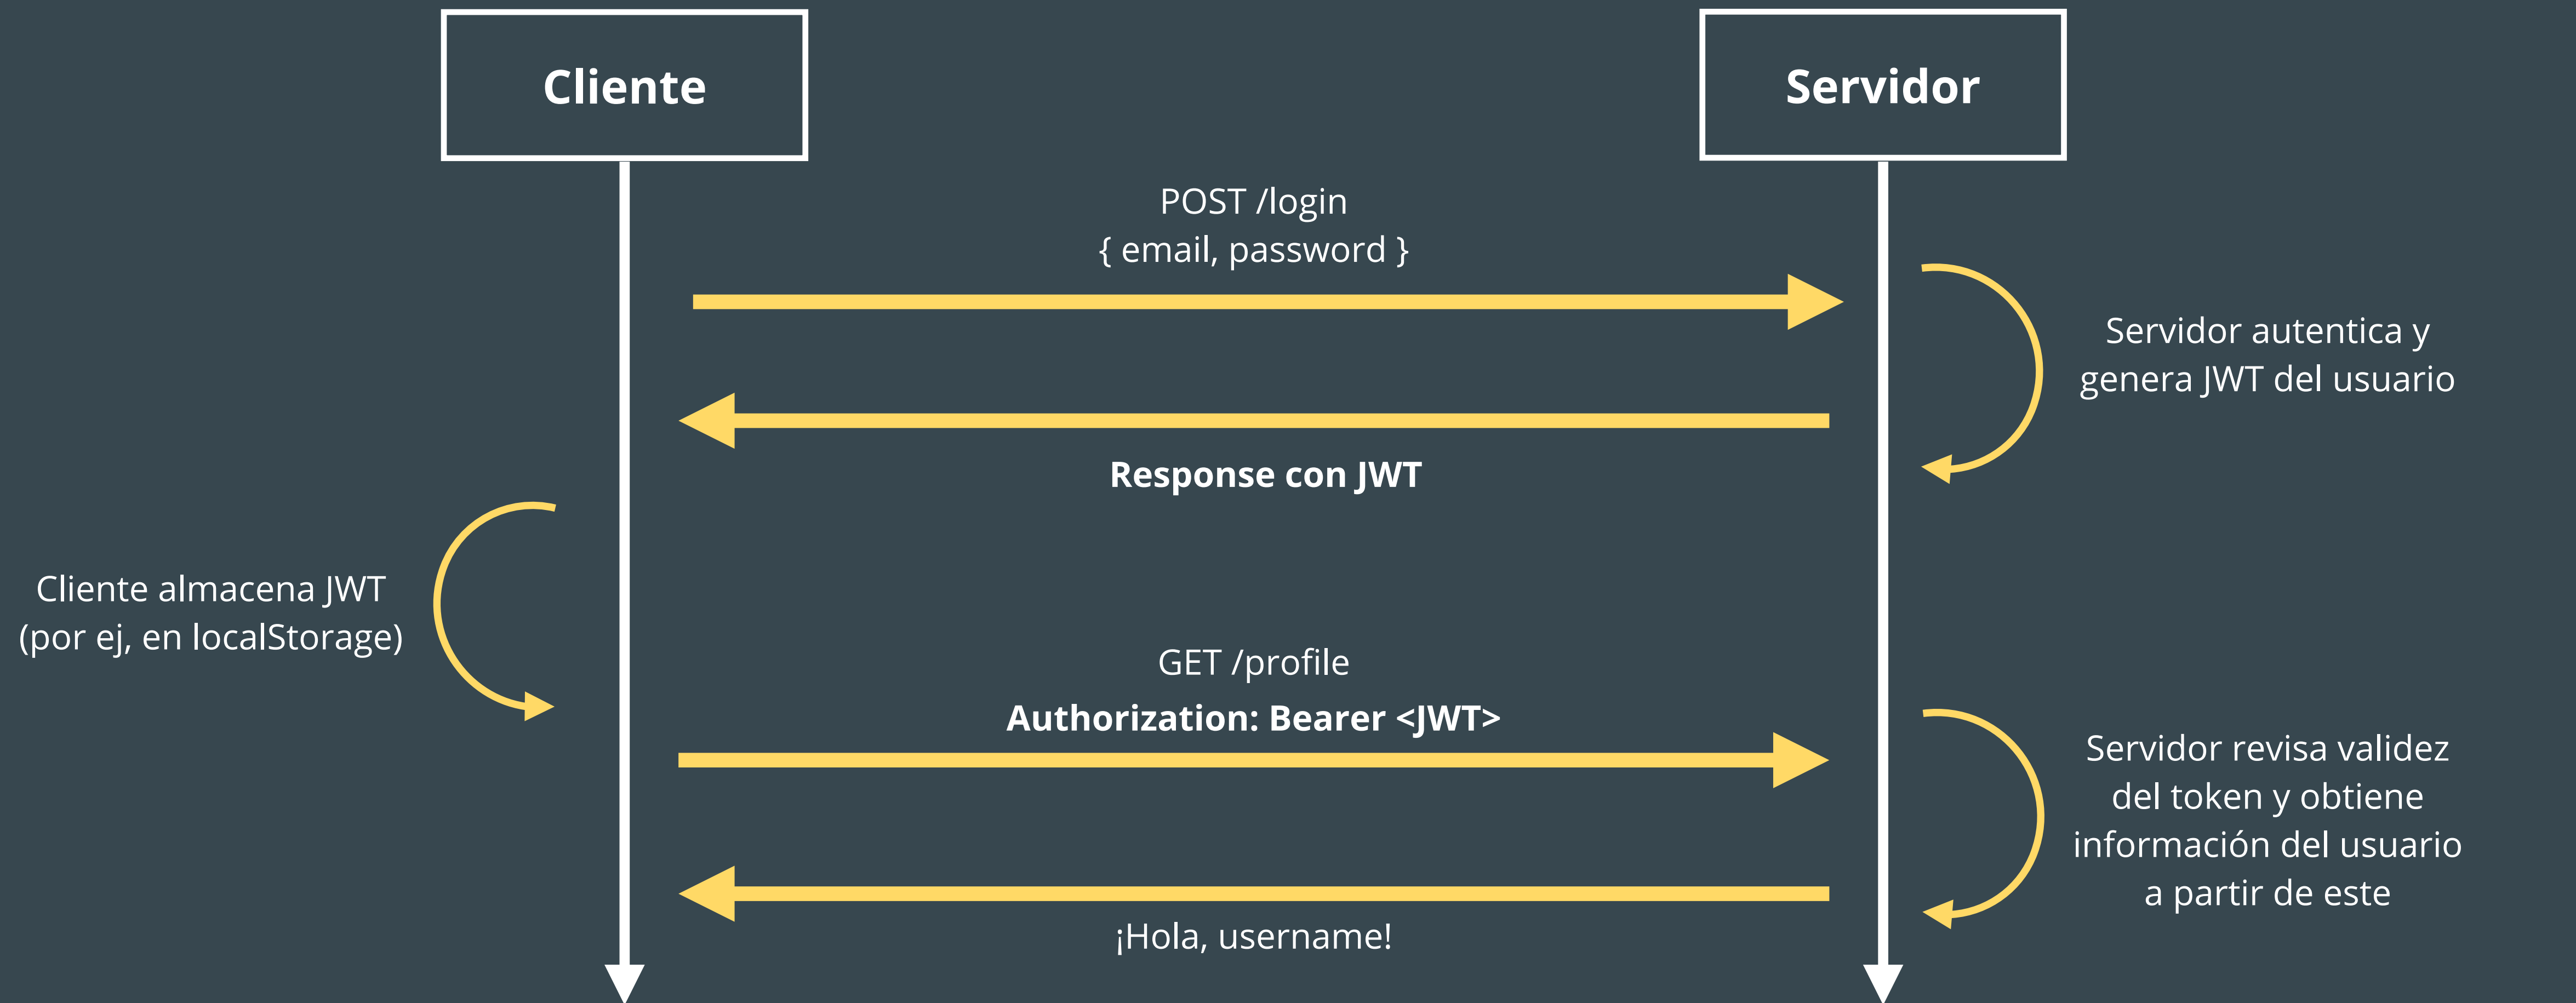 Cliente
Servidor
POST /login
{ email, password }
Servidor autentica y
genera JWT del usuario
Response con JWT
Cliente almacena JWT
(por ej, en localStorage)
GET /profile
Authorization: Bearer <JWT>
Servidor revisa validez
del token y obtiene
información del usuario
a partir de este
¡Hola, username!